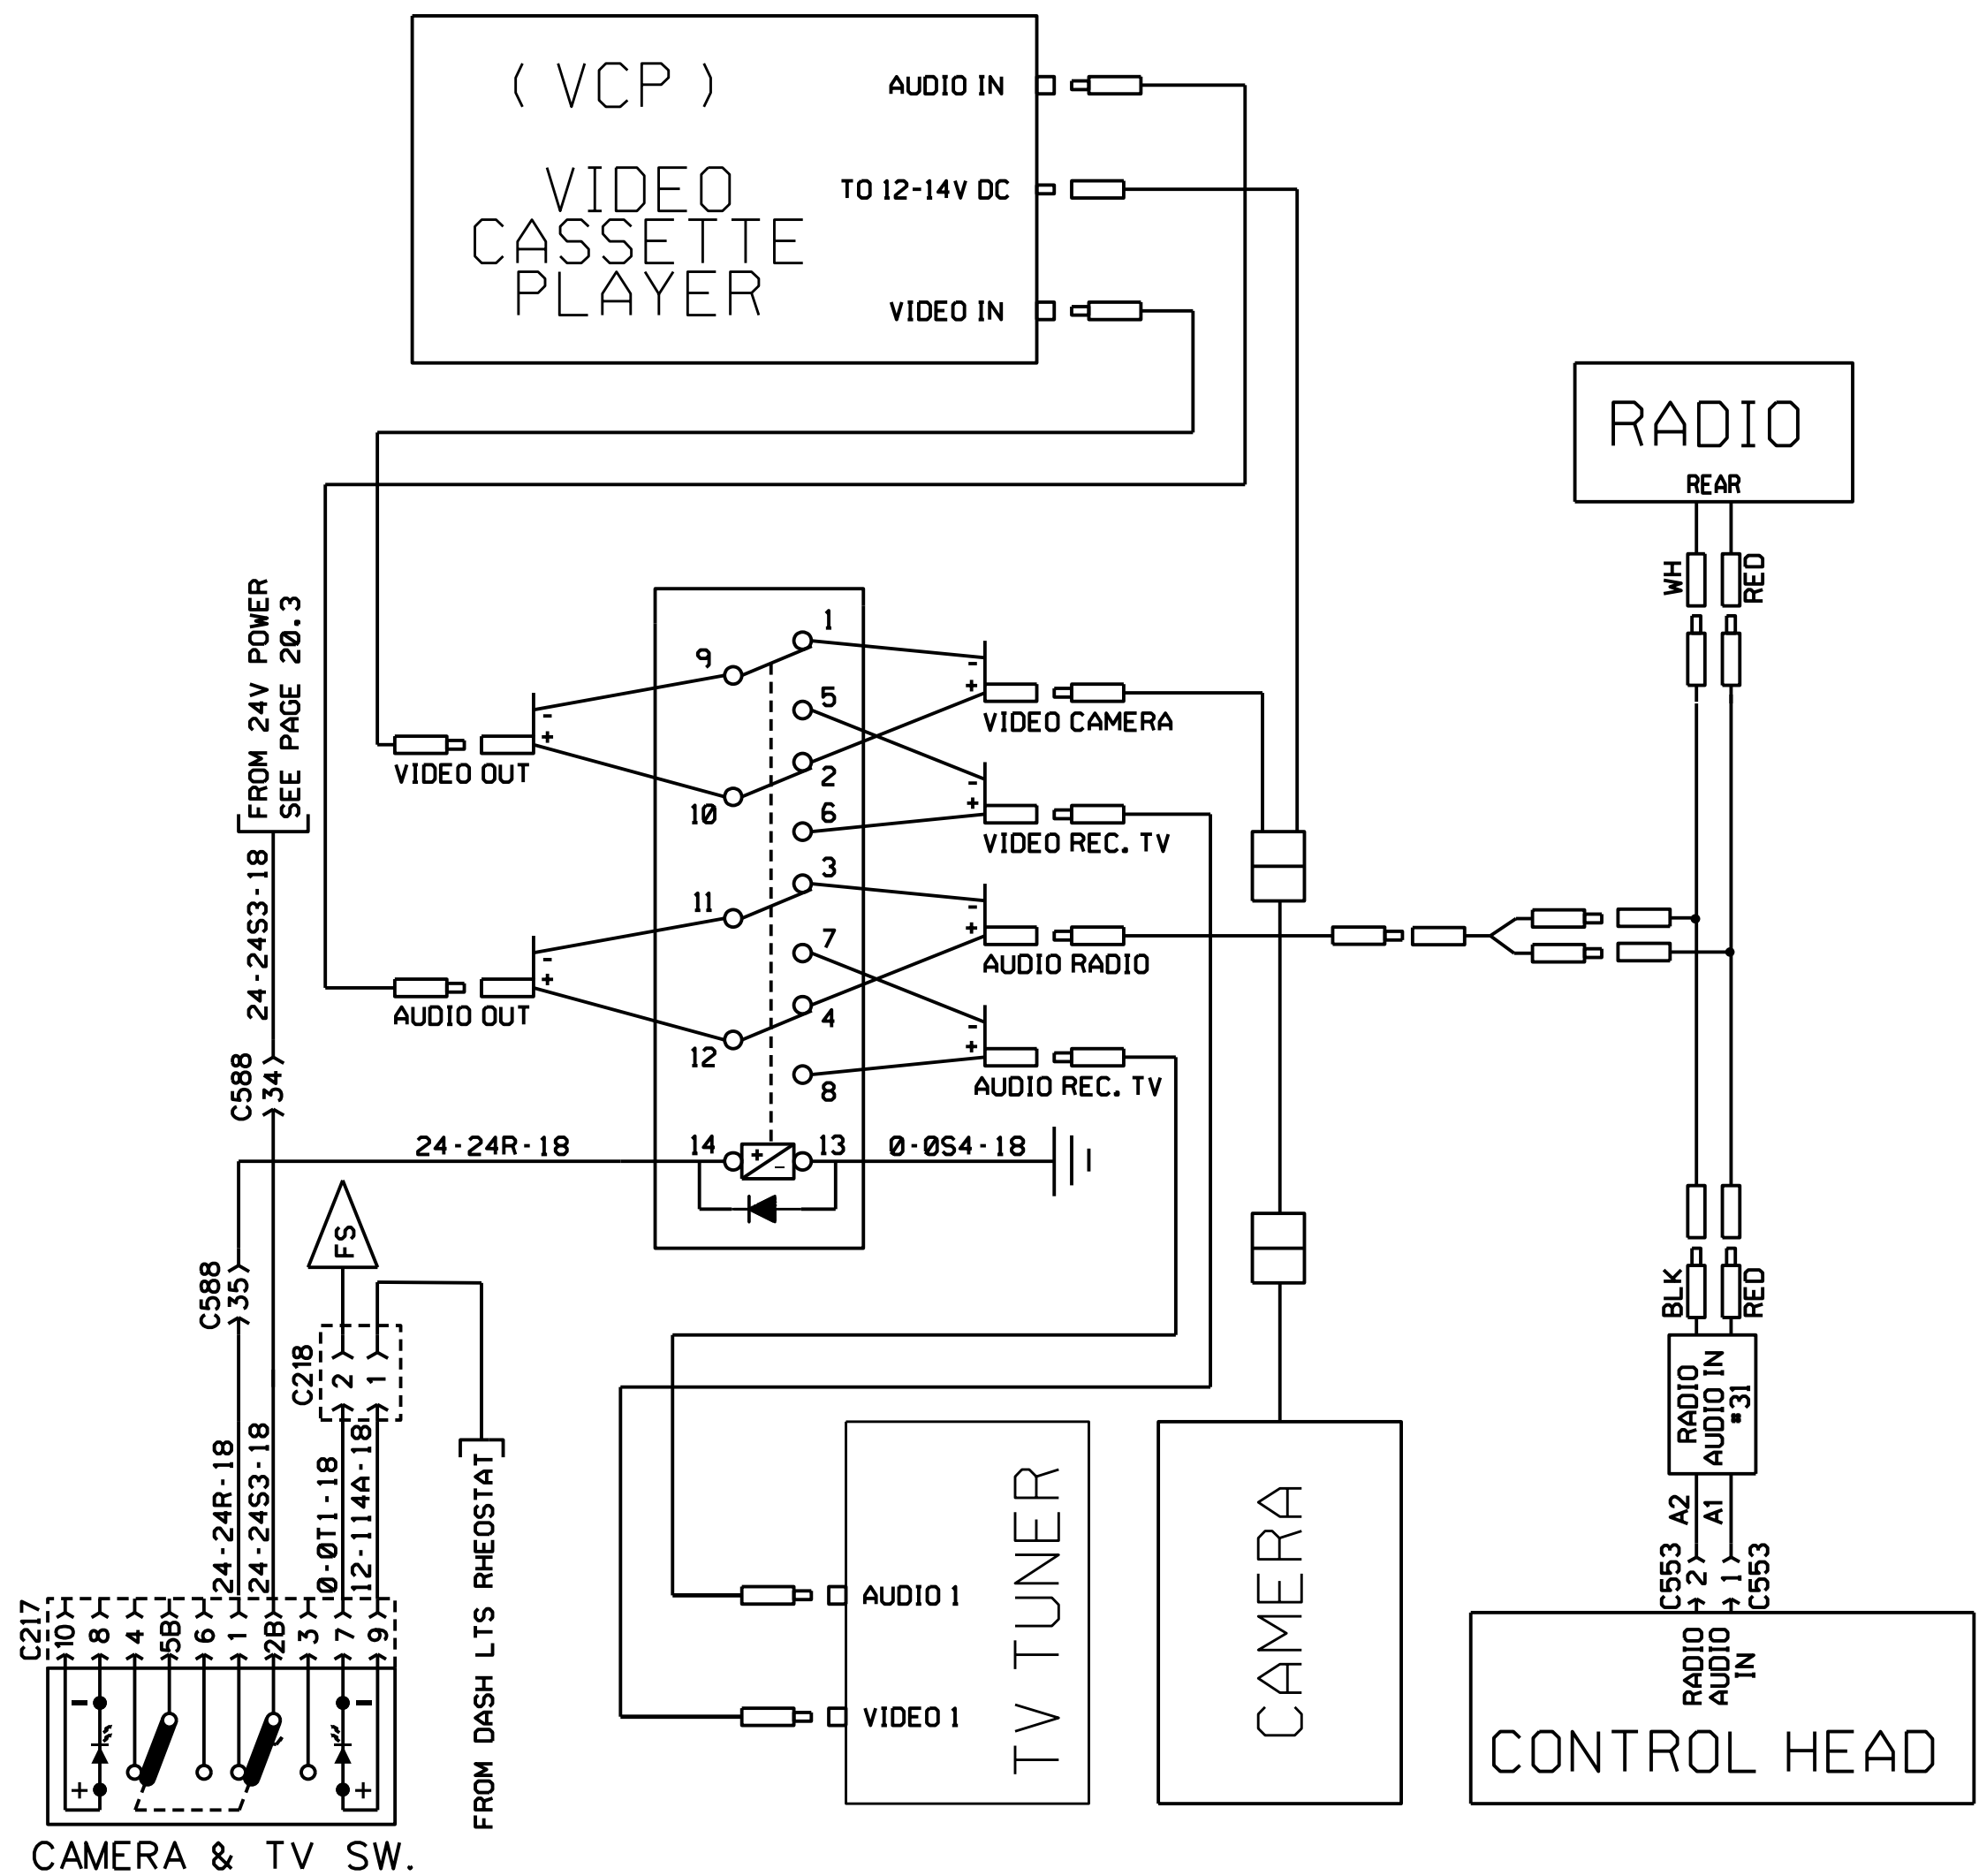 ( VCP )
VIDEO
CASSETTE
PLAYER
AUDIO IN
TO 12-14V DC
VIDEO IN
RADIO
REAR
WH
RED
FROM 24V POWER
SEE PAGE 20.3
24-24S3-18
C588
34
VIDEO OUT
- +
AUDIO OUT
- +
9
10
11
12
1
5
2
6
3
7
4
8
- +
VIDEO CAMERA
- +
VIDEO REC. TV
- +
AUDIO RADIO
- +
AUDIO REC. TV
24-24R-18
14
+ -
13
0-0S4-18
C588
35
FS
C218
2
1
24-24R-18
24-24S3-18
0-0T1-18
12-114A-18
FROM DASH LTS RHEOSTAT
C217
10
8
4
5B
6
1
2B
3
7
9
- +
- +
CAMERA & TV SW.
AUDIO 1
VIDEO 1
TV TUNER
CAMERA
BLK
RED
RADIO
AUDIO IN
#31
A2
A1
C553
2
1
C553
RADIO
AUDIO
IN
CONTROL HEAD